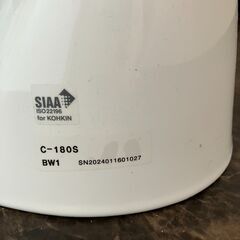 SIAA
ISO22196
for KOHKIN
C-180S
BW1 SN2024011601027